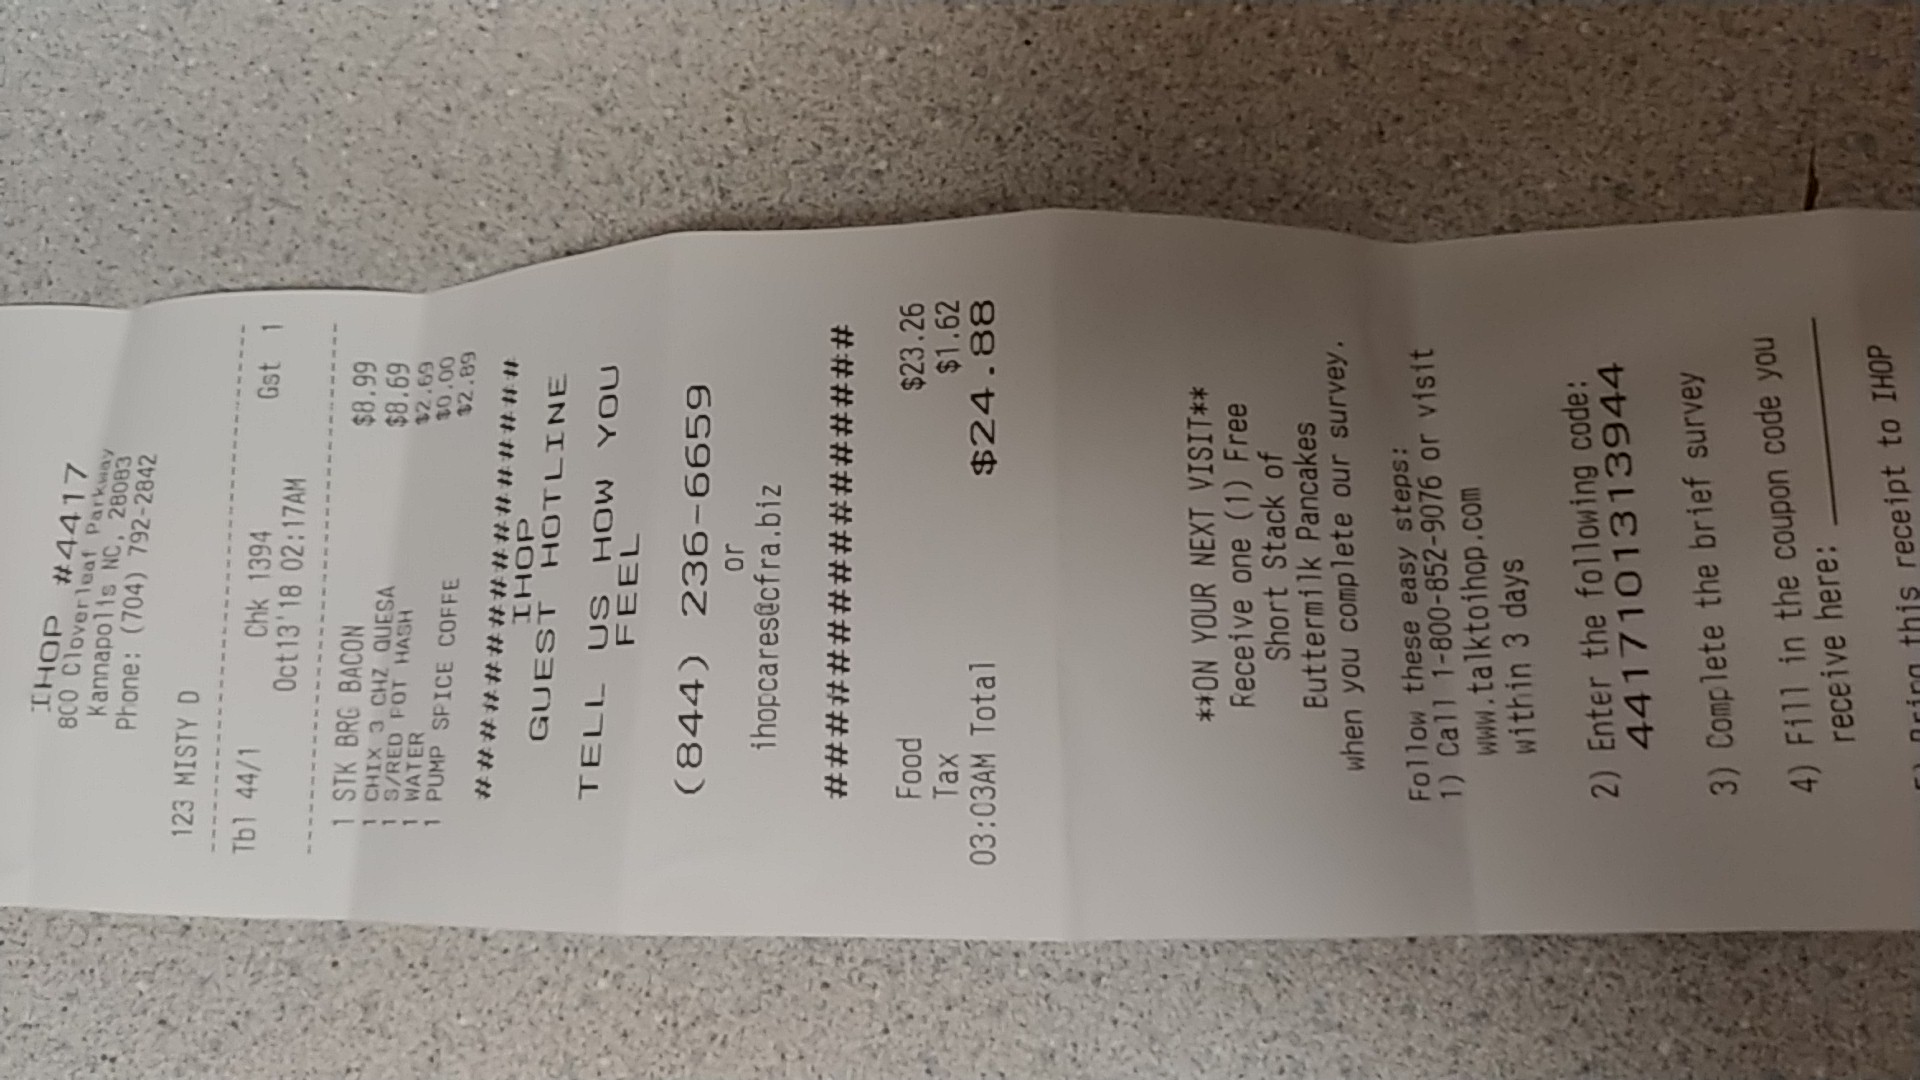 IHOP #4417
800 Cloverleaf Parkway
Kannapolis NC, 28083
Phone: (704) 792-2842
123 MISTY D
Tbl 44/1 Chk 1394 Gst 1
Oct13'18 02:17AM
1 STK BRG BACON $8.99
1 CHIX 3 CHZ QUESA $8.69
1 S/RED POT HASH $2.69
1 WATER $0.00
1 PUMP SPICE COFFE $2.89
########################
IHOP
GUEST HOTLINE
TELL US HOW YOU
FEEL
(844) 236-6659
or
ihopcares@cfra.biz
########################
Food $23.26
Tax $1.62
03:03AM Total $24.88
**ON YOUR NEXT VISIT**
Receive one (1) Free
Short Stack of
Buttermilk Pancakes
when you complete our survey.
Follow these easy steps:
1) Call 1-800-852-9076 or visit
www.talktoihop.com
within 3 days
2) Enter the following code:
4417101313944
3) Complete the brief survey
4) Fill in the coupon code you
receive here:
5) Bring this receipt to IHOP